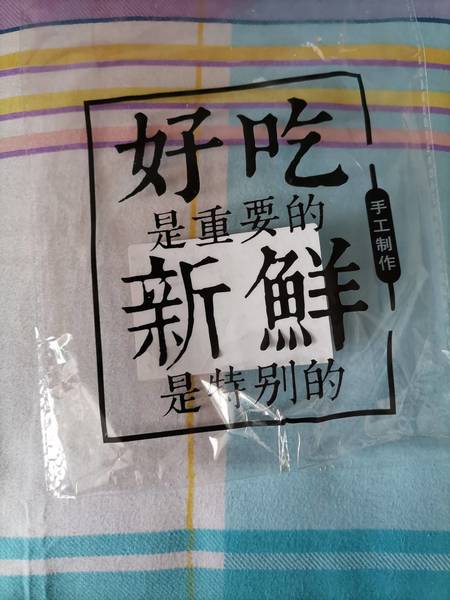 好吃
是重要的
新鲜
是特别的
手工制作